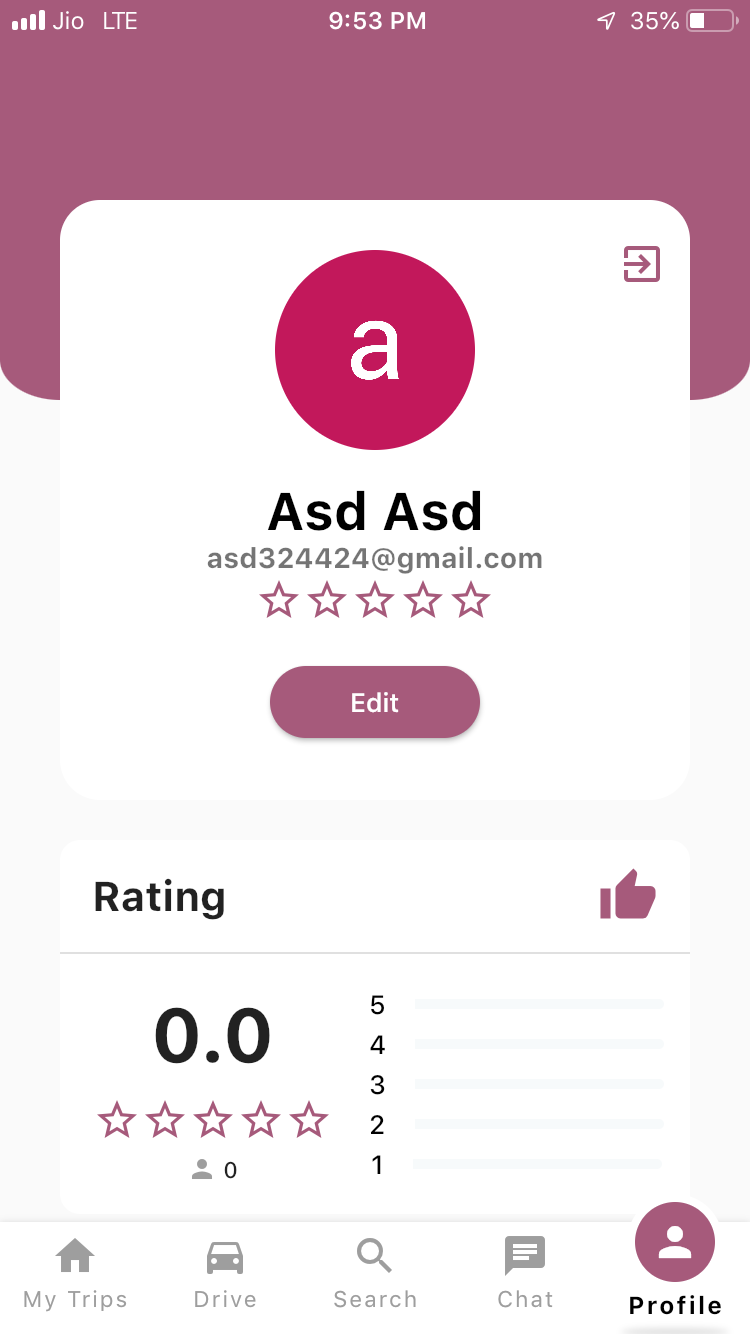 Jio LTE 9:53 PM 35%
a
Asd Asd
asd324424@gmail.com
Edit
Rating
0.0
5
4
3
2
1
0
My Trips Drive Search Chat Profile